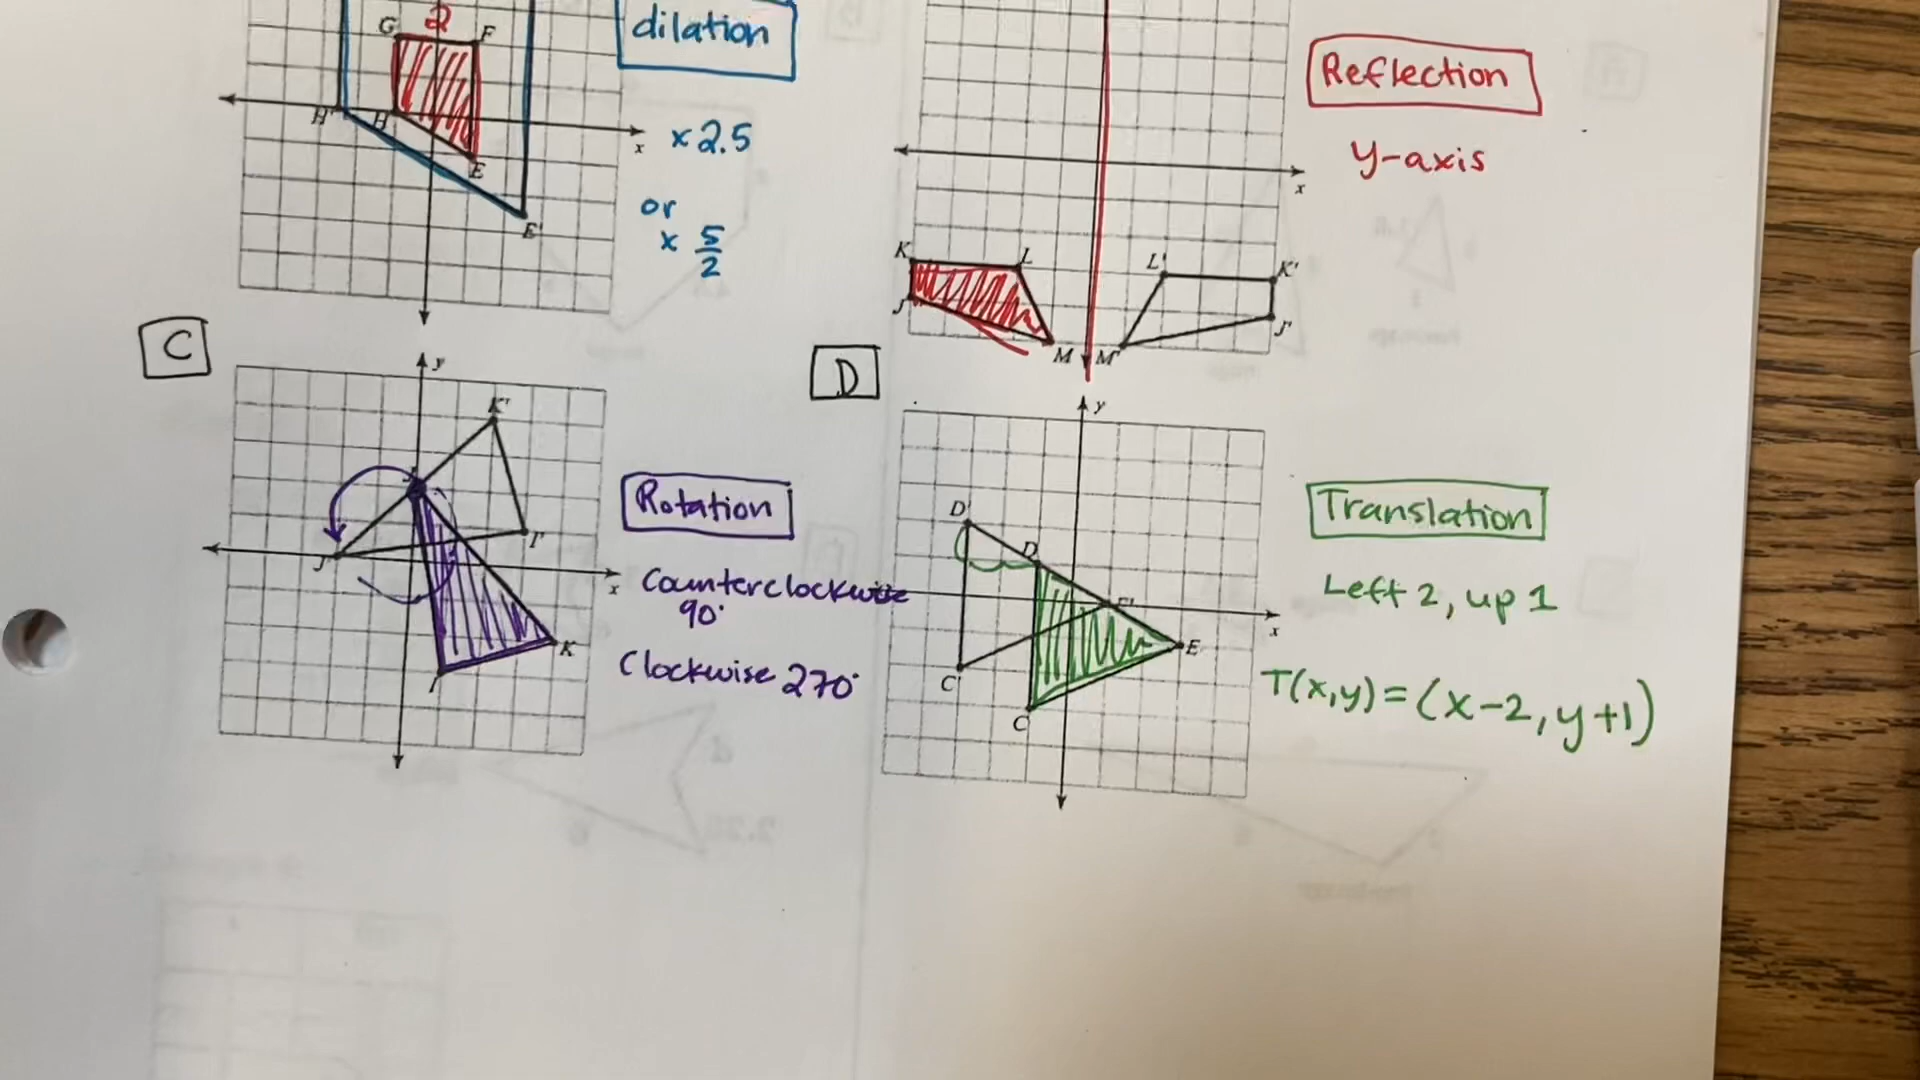 dilation
G 2 F
H' H
x
E
E'
x 2.5
or
x 5/2
Reflection
y-axis
x
K L L' K'
J J'
M M'
C
y
K'
J'
x
I'
K
I
Rotation
Counterclockwise
90°
Clockwise 270°
D
y
D'
D
x
E
C'
C
Translation
Left 2, up 1
T(x,y) = (x-2, y+1)